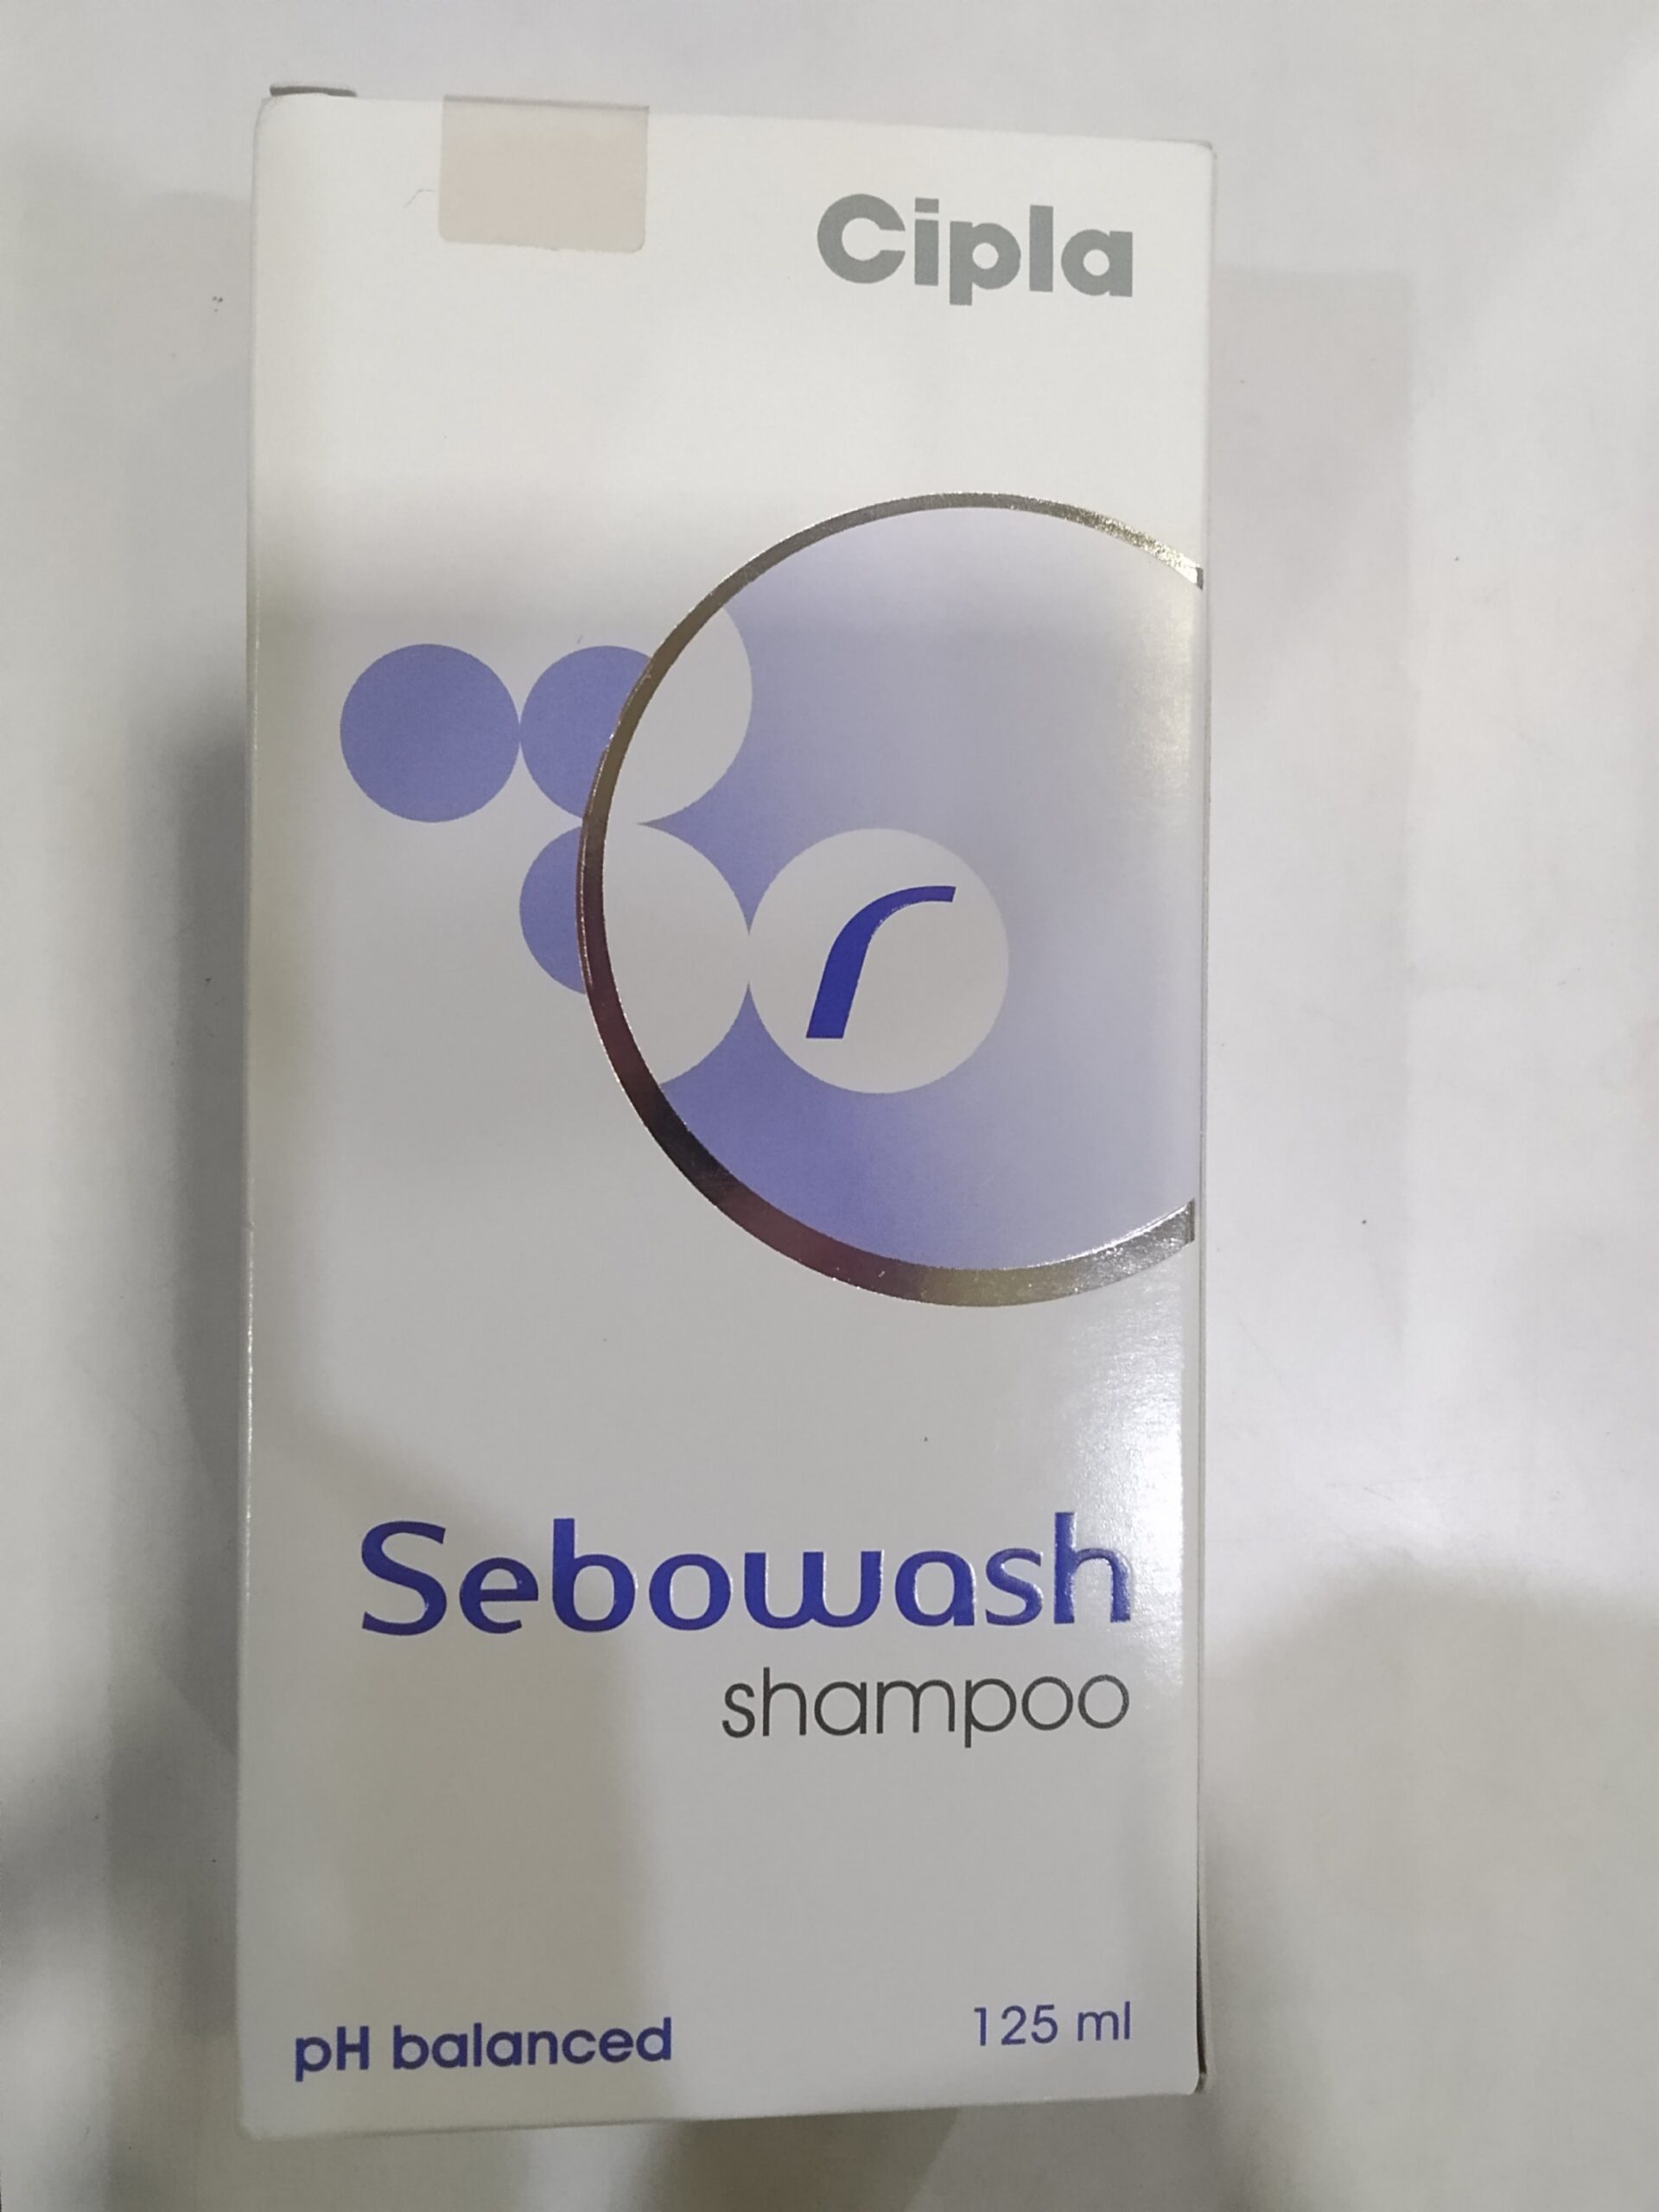 Cipla
r
Sebowash
shampoo
pH balanced
125 ml